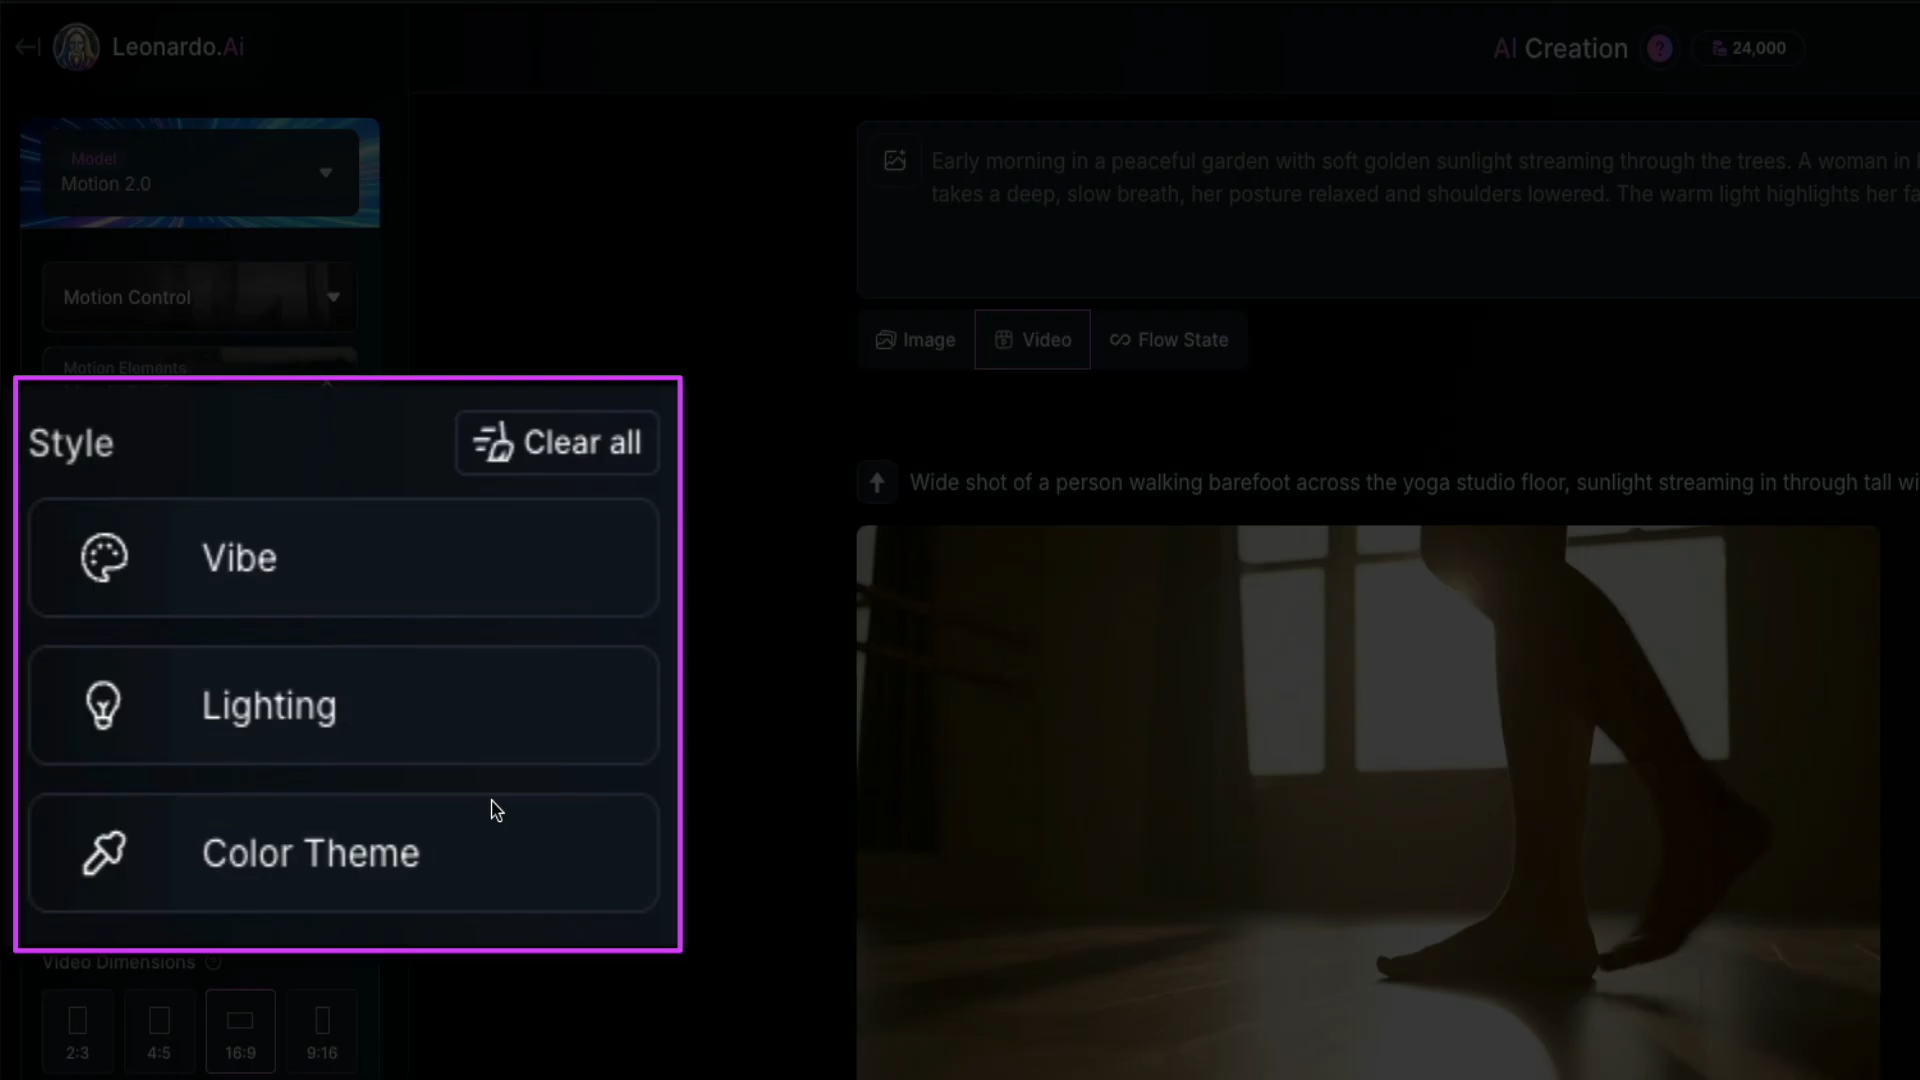 Leonardo.Ai
AI Creation
?
24,000
Model
Motion 2.0
Early morning in a peaceful garden with soft golden sunlight streaming through the trees. A woman in
takes a deep, slow breath, her posture relaxed and shoulders lowered. The warm light highlights her fa
Motion Control
Image
Video
Flow State
Motion Elements
Style
Clear all
Wide shot of a person walking barefoot across the yoga studio floor, sunlight streaming in through tall wi
Vibe
Lighting
Color Theme
Video Dimensions
2:3
4:5
16:9
9:16